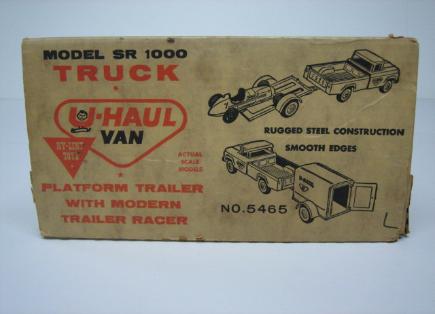 MODEL SR 1000
TRUCK
U-HAUL
VAN
NY-LINT
TOYS
ACTUAL
SCALE
MODELS
PLATFORM TRAILER
WITH MODERN
TRAILER RACER
RUGGED STEEL CONSTRUCTION
SMOOTH EDGES
NO. 5465
L